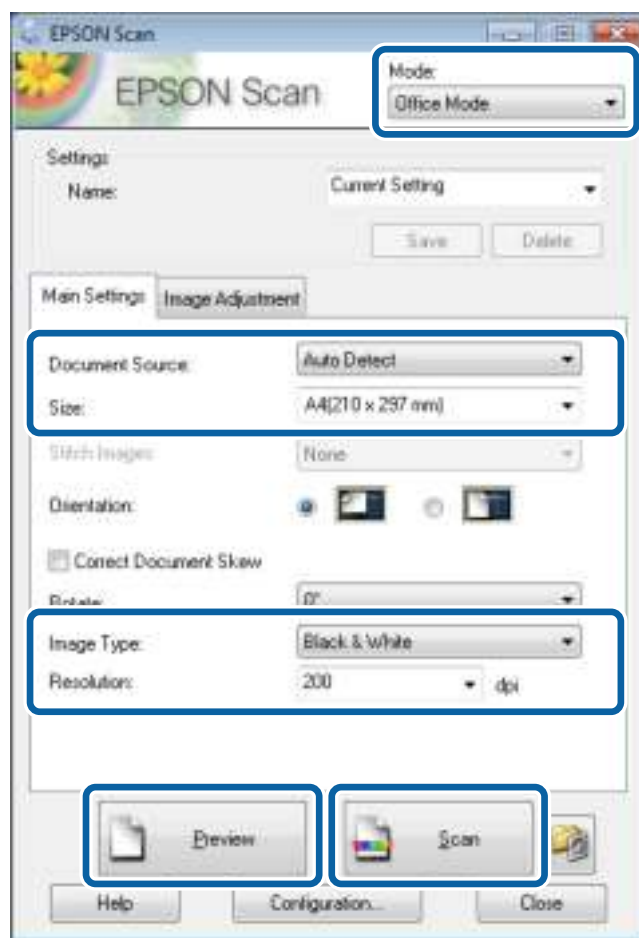 EPSON Scan
EPSON Scan
Mode:
Office Mode
Settings
Name: Current Setting
Save Delete
Main Settings Image Adjustment
Document Source: Auto Detect
Size: A4(210 x 297 mm)
Stitch Images: None
Orientation:
Correct Document Skew
Rotate: 0°
Image Type: Black & White
Resolution: 200 dpi
Preview Scan
Help Configuration... Close